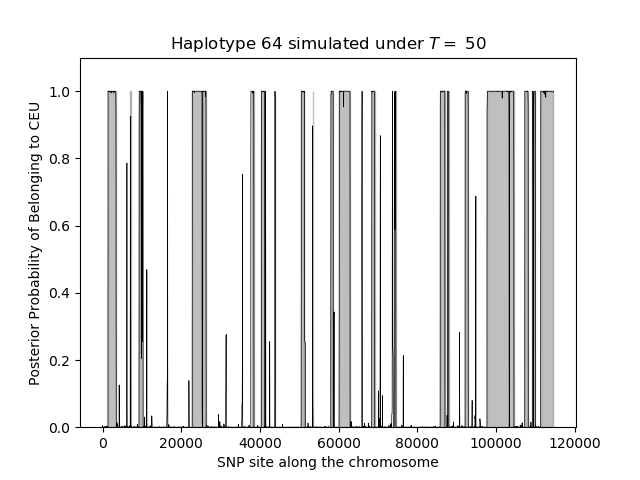 Haplotype 64 simulated under T = 50
Posterior Probability of Belonging to CEU
1.0
0.8
0.6
0.4
0.2
0.0
0 20000 40000 60000 80000 100000 120000
SNP site along the chromosome